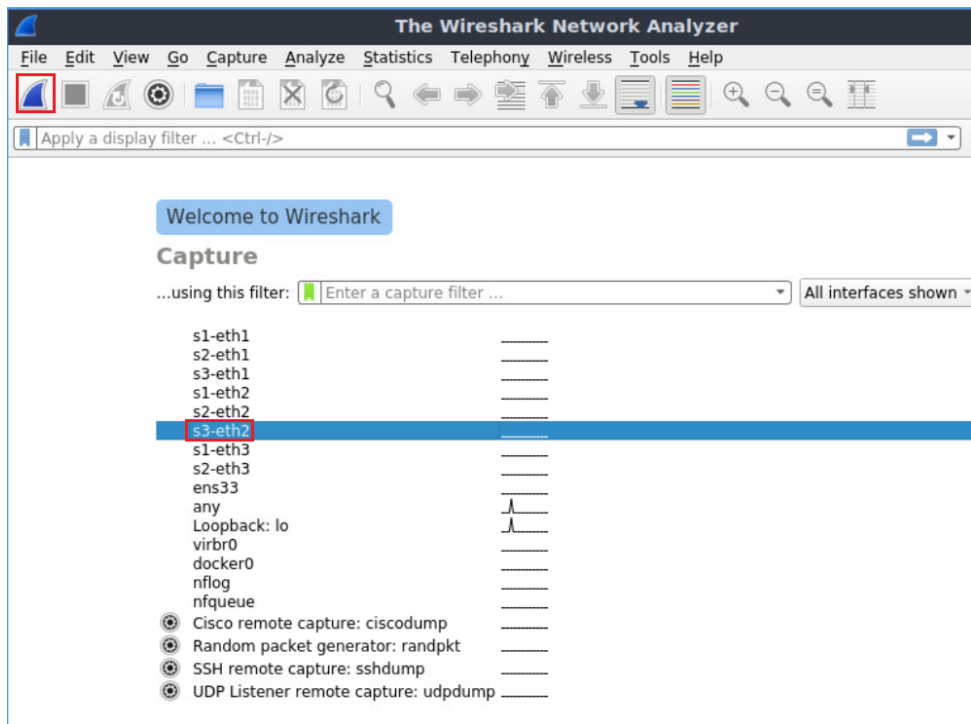 The Wireshark Network Analyzer
File Edit View Go Capture Analyze Statistics Telephony Wireless Tools Help
Apply a display filter ... <Ctrl-/>
Welcome to Wireshark
Capture
...using this filter: Enter a capture filter ... All interfaces shown
s1-eth1
s2-eth1
s3-eth1
s1-eth2
s2-eth2
s3-eth2
s1-eth3
s2-eth3
ens33
any
Loopback: lo
virbr0
docker0
nflog
nfqueue
Cisco remote capture: ciscodump
Random packet generator: randpkt
SSH remote capture: sshdump
UDP Listener remote capture: udpdump